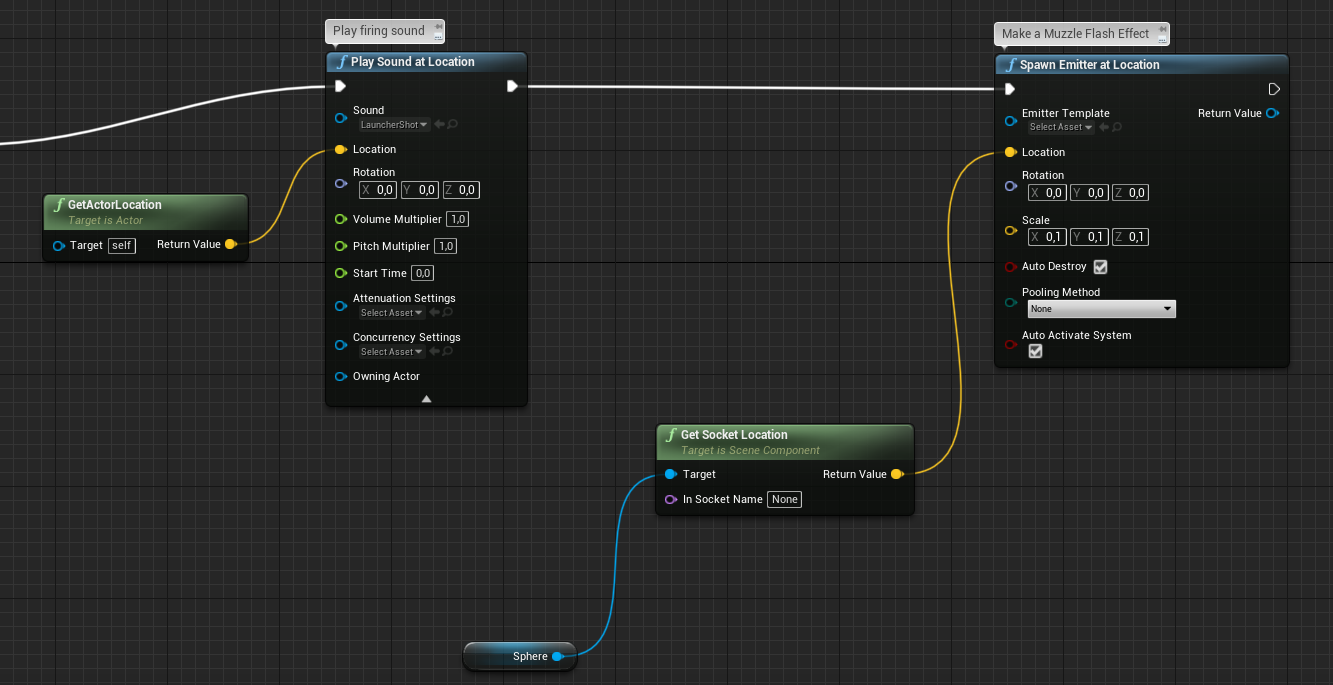 Play firing sound
f Play Sound at Location
Sound
LauncherShot
Location
Rotation
X 0,0 Y 0,0 Z 0,0
Volume Multiplier 1,0
Pitch Multiplier 1,0
Start Time 0,0
Attenuation Settings
Select Asset
Concurrency Settings
Select Asset
Owning Actor
f GetActorLocation
Target is Actor
Target self Return Value
Make a Muzzle Flash Effect
f Spawn Emitter at Location
Emitter Template Return Value
Select Asset
Location
Rotation
X 0,0 Y 0,0 Z 0,0
Scale
X 0,1 Y 0,1 Z 0,1
Auto Destroy
Pooling Method
None
Auto Activate System
f Get Socket Location
Target is Scene Component
Target Return Value
In Socket Name None
Sphere